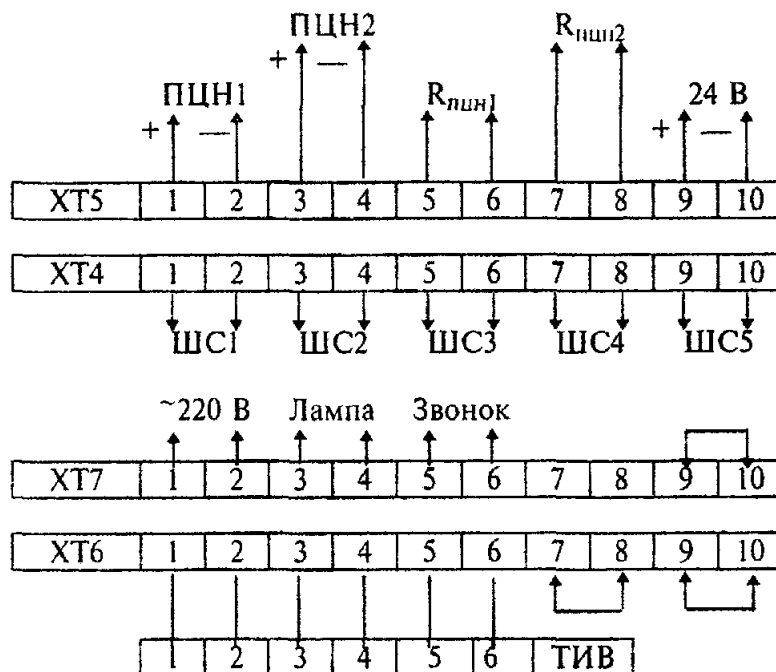 ПЦН2
R пцн2
+ —
ПЦН1 R пцн1 24 В
+ — + —
XT5 1 2 3 4 5 6 7 8 9 10
XT4 1 2 3 4 5 6 7 8 9 10
ШС1 ШС2 ШС3 ШС4 ШС5
~220 В Лампа Звонок
XT7 1 2 3 4 5 6 7 8 9 10
XT6 1 2 3 4 5 6 7 8 9 10
1 2 3 4 5 6 ТИВ